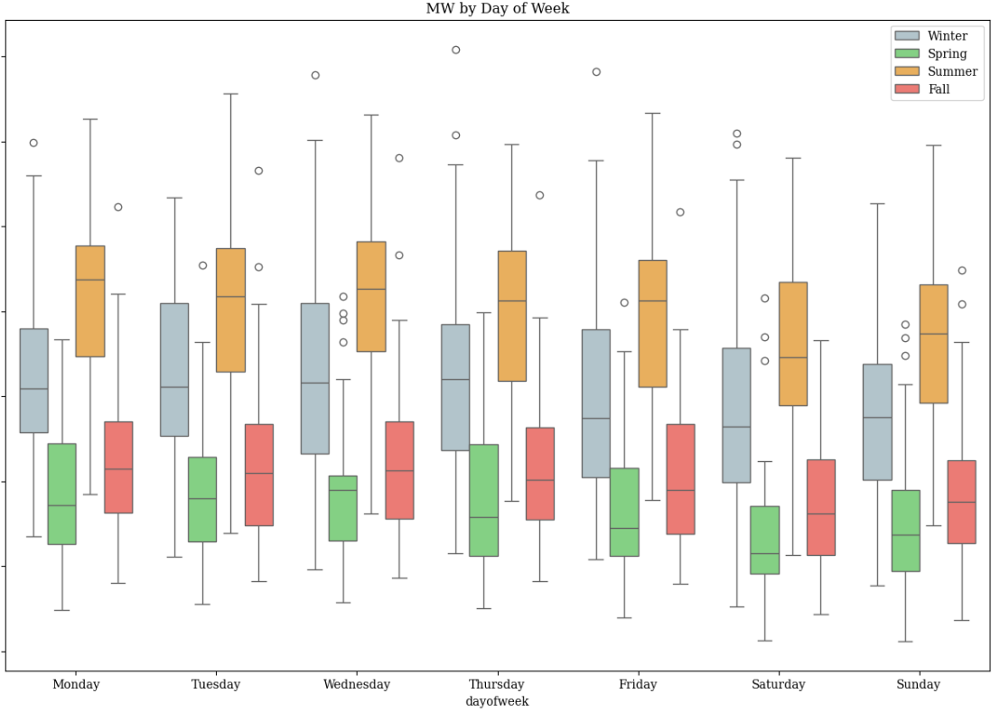 MW by Day of Week
Winter
Spring
Summer
Fall
Monday Tuesday Wednesday Thursday Friday Saturday Sunday
dayofweek